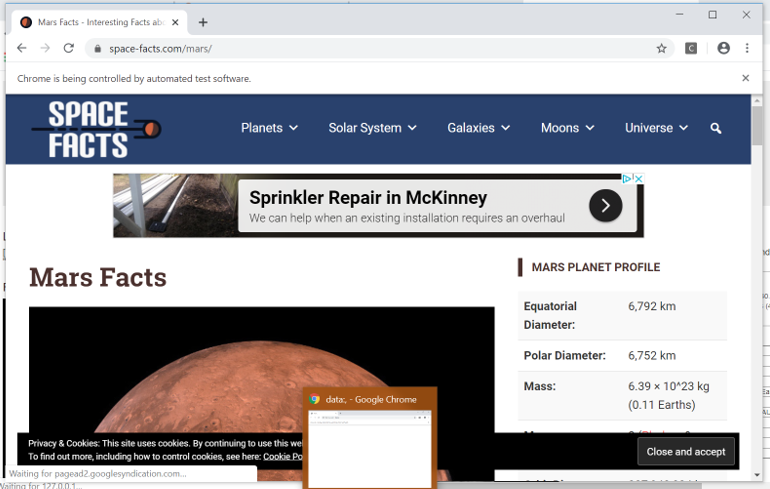 Mars Facts - Interesting Facts abo
space-facts.com/mars/
C
Chrome is being controlled by automated test software.
SPACE
FACTS
Planets
Solar System
Galaxies
Moons
Universe
Sprinkler Repair in McKinney
We can help when an existing installation requires an overhaul
Mars Facts
MARS PLANET PROFILE
Equatorial Diameter: 6,792 km
Polar Diameter: 6,752 km
Mass: 6.39 × 10^23 kg
(0.11 Earths)
data:, - Google Chrome
Privacy & Cookies: This site uses cookies. By continuing to use this we
To find out more, including how to control cookies, see here: Cookie Po
Close and accept
Waiting for pagead2.googlesyndication.com...
Waiting for 127.0.0.1...